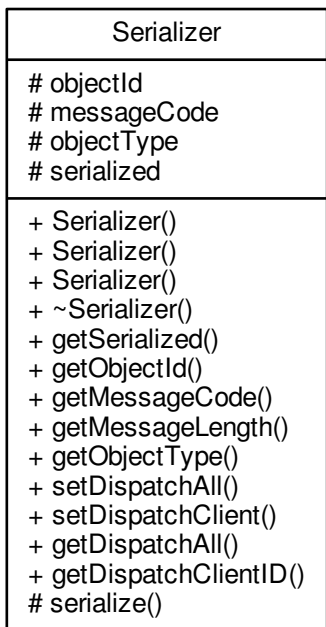 Serializer
# objectId
# messageCode
# objectType
# serialized
+ Serializer()
+ Serializer()
+ Serializer()
+ ~Serializer()
+ getSerialized()
+ getObjectId()
+ getMessageCode()
+ getMessageLength()
+ getObjectType()
+ setDispatchAll()
+ setDispatchClient()
+ getDispatchAll()
+ getDispatchClientID()
# serialize()